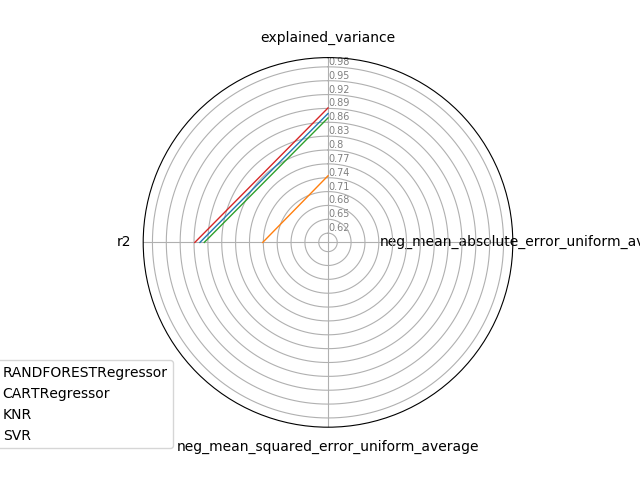 explained_variance
0.98
0.95
0.92
0.89
0.86
0.83
0.8
0.77
0.74
0.71
0.68
0.65
0.62
r2
neg_mean_absolute_error_uniform_av
RANDFORESTRegressor
CARTRegressor
KNR
SVR
neg_mean_squared_error_uniform_average